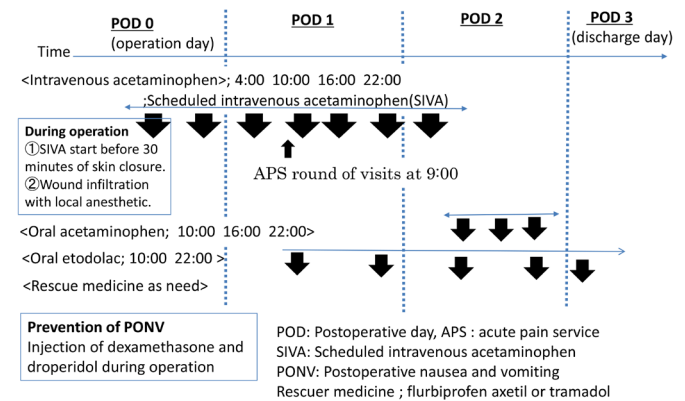 POD 0
(operation day)
POD 1
POD 2
POD 3
(discharge day)
Time
<Intravenous acetaminophen>; 4:00 10:00 16:00 22:00
;Scheduled intravenous acetaminophen(SIVA)
During operation
①SIVA start before 30
minutes of skin closure.
②Wound infiltration
with local anesthetic.
APS round of visits at 9:00
<Oral acetaminophen; 10:00 16:00 22:00>
<Oral etodolac; 10:00 22:00 >
<Rescue medicine as need>
Prevention of PONV
Injection of dexamethasone and
droperidol during operation
POD: Postoperative day, APS : acute pain service
SIVA: Scheduled intravenous acetaminophen
PONV: Postoperative nausea and vomiting
Rescuer medicine ; flurbiprofen axetil or tramadol